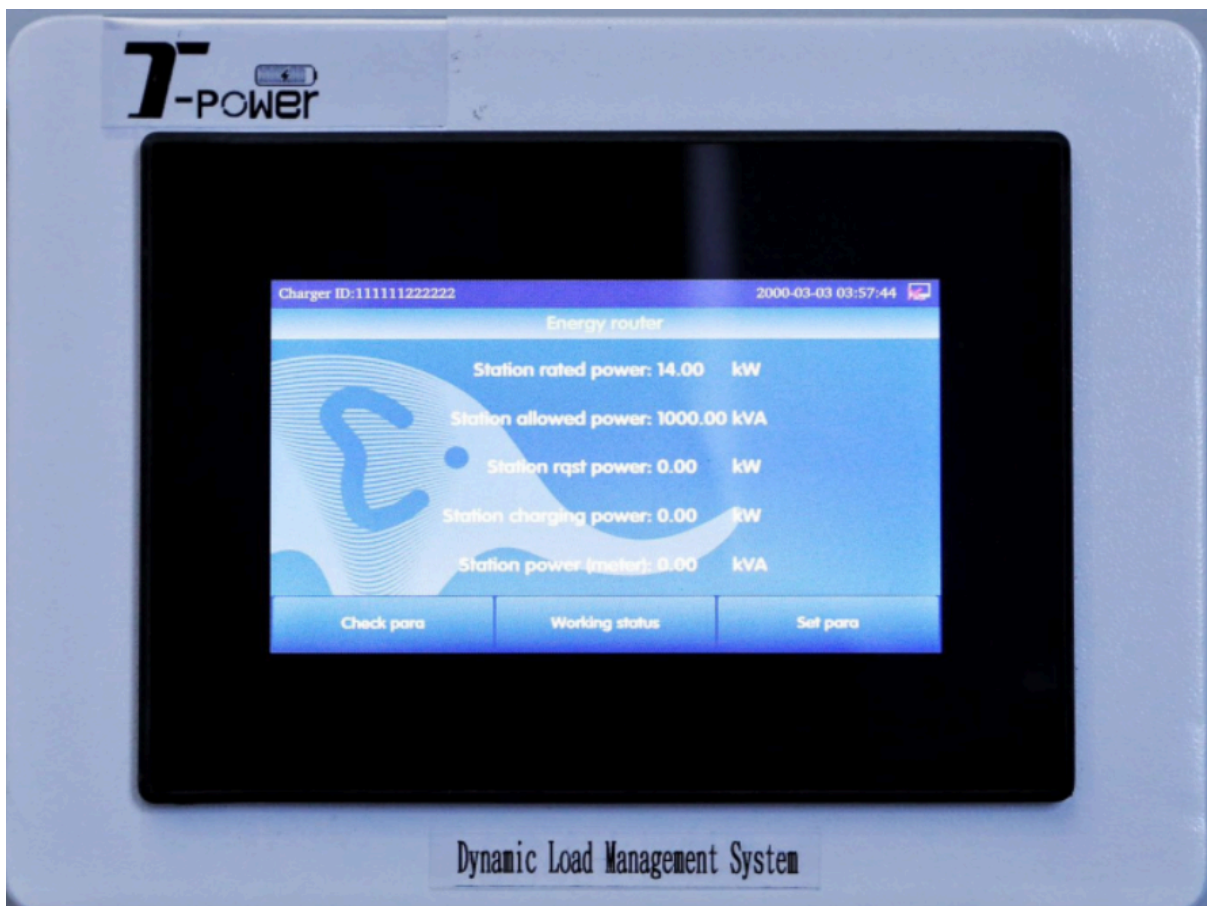 T-POWER
Charger ID:111111222222 2000-03-03 03:57:44
Energy router
Station rated power: 14.00 kW
Station allowed power: 1000.00 kVA
Station rqst power: 0.00 kW
Station charging power: 0.00 kW
Station power (meter): 0.00 kVA
Check para Working status Set para
Dynamic Load Management System